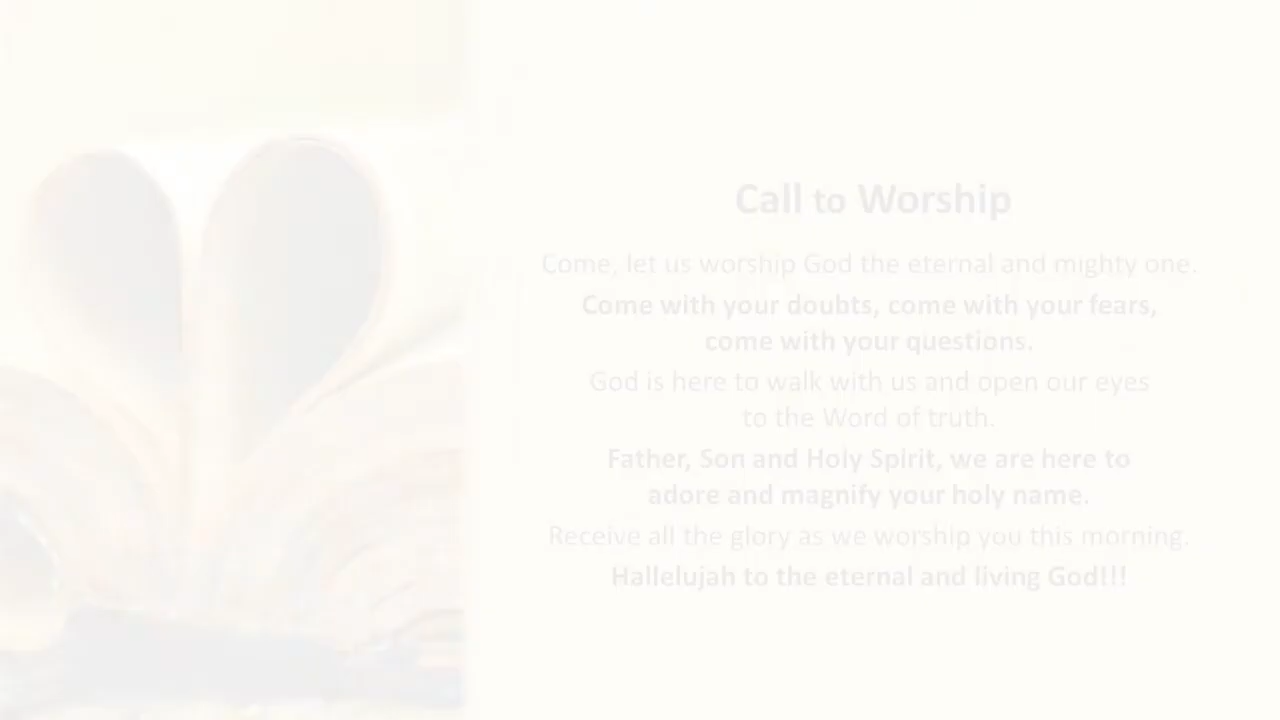 Call to Worship
Come, let us worship God the eternal and mighty one.
Come with your doubts, come with your fears,
come with your questions.
God is here to walk with us and open our eyes
to the Word of truth.
Father, Son and Holy Spirit, we are here to
adore and magnify your holy name.
Receive all the glory as we worship you this morning.
Hallelujah to the eternal and living God!!!